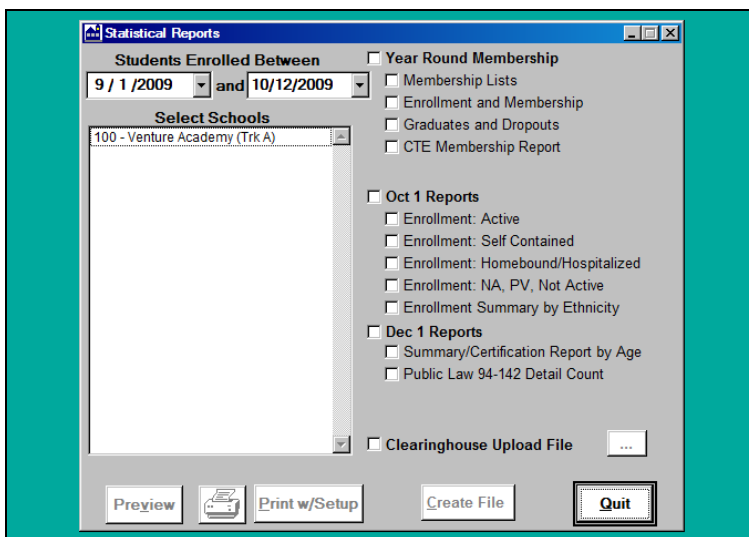 Statistical Reports
Students Enrolled Between
9 / 1 /2009 and 10/12/2009
Select Schools
100 - Venture Academy (Trk A)
Year Round Membership
Membership Lists
Enrollment and Membership
Graduates and Dropouts
CTE Membership Report
Oct 1 Reports
Enrollment: Active
Enrollment: Self Contained
Enrollment: Homebound/Hospitalized
Enrollment: NA, PV, Not Active
Enrollment Summary by Ethnicity
Dec 1 Reports
Summary/Certification Report by Age
Public Law 94-142 Detail Count
Clearinghouse Upload File ...
Preview Print w/Setup Create File Quit